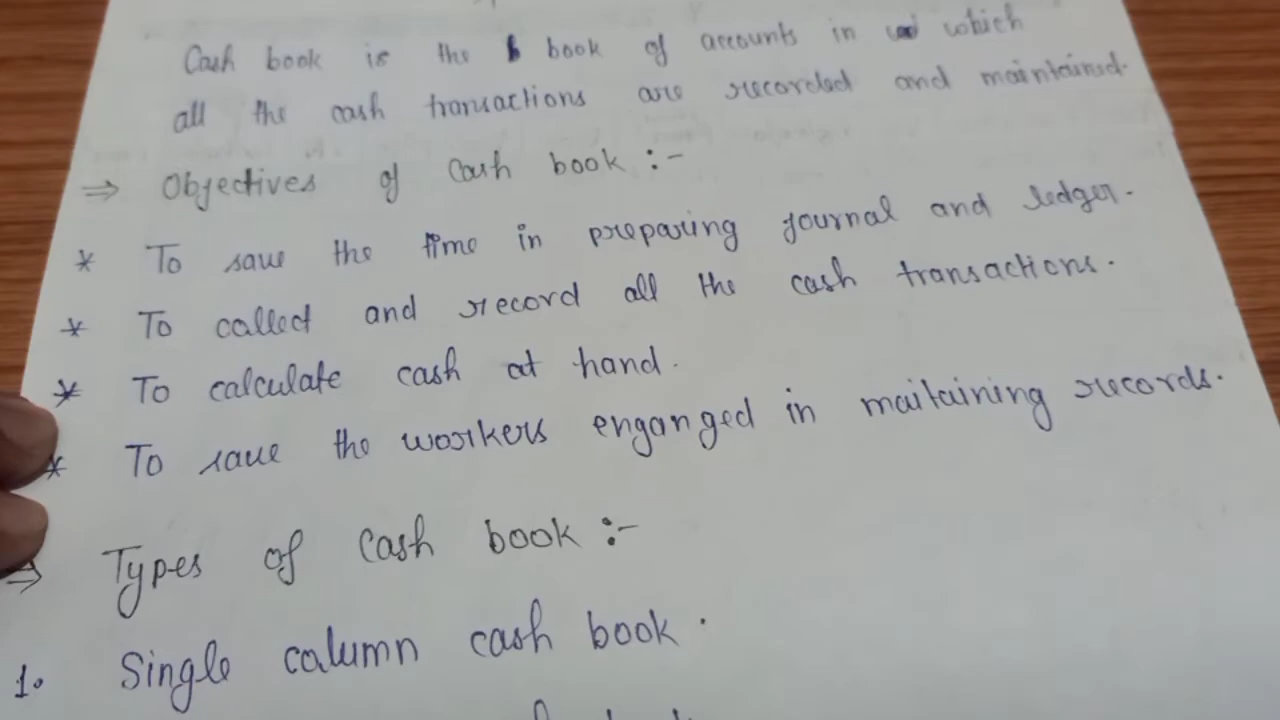 Cash book is the book of accounts in which
all the cash transactions are recorded and maintained.
⇒ Objectives of Cash book :-
* To save the time in preparing journal and ledger.
* To callect and record all the cash transactions.
* To calculate cash at hand.
* To save the workers enganged in maitaining records.
⇒ Types of Cash book :-
1. Single calumn cash book.